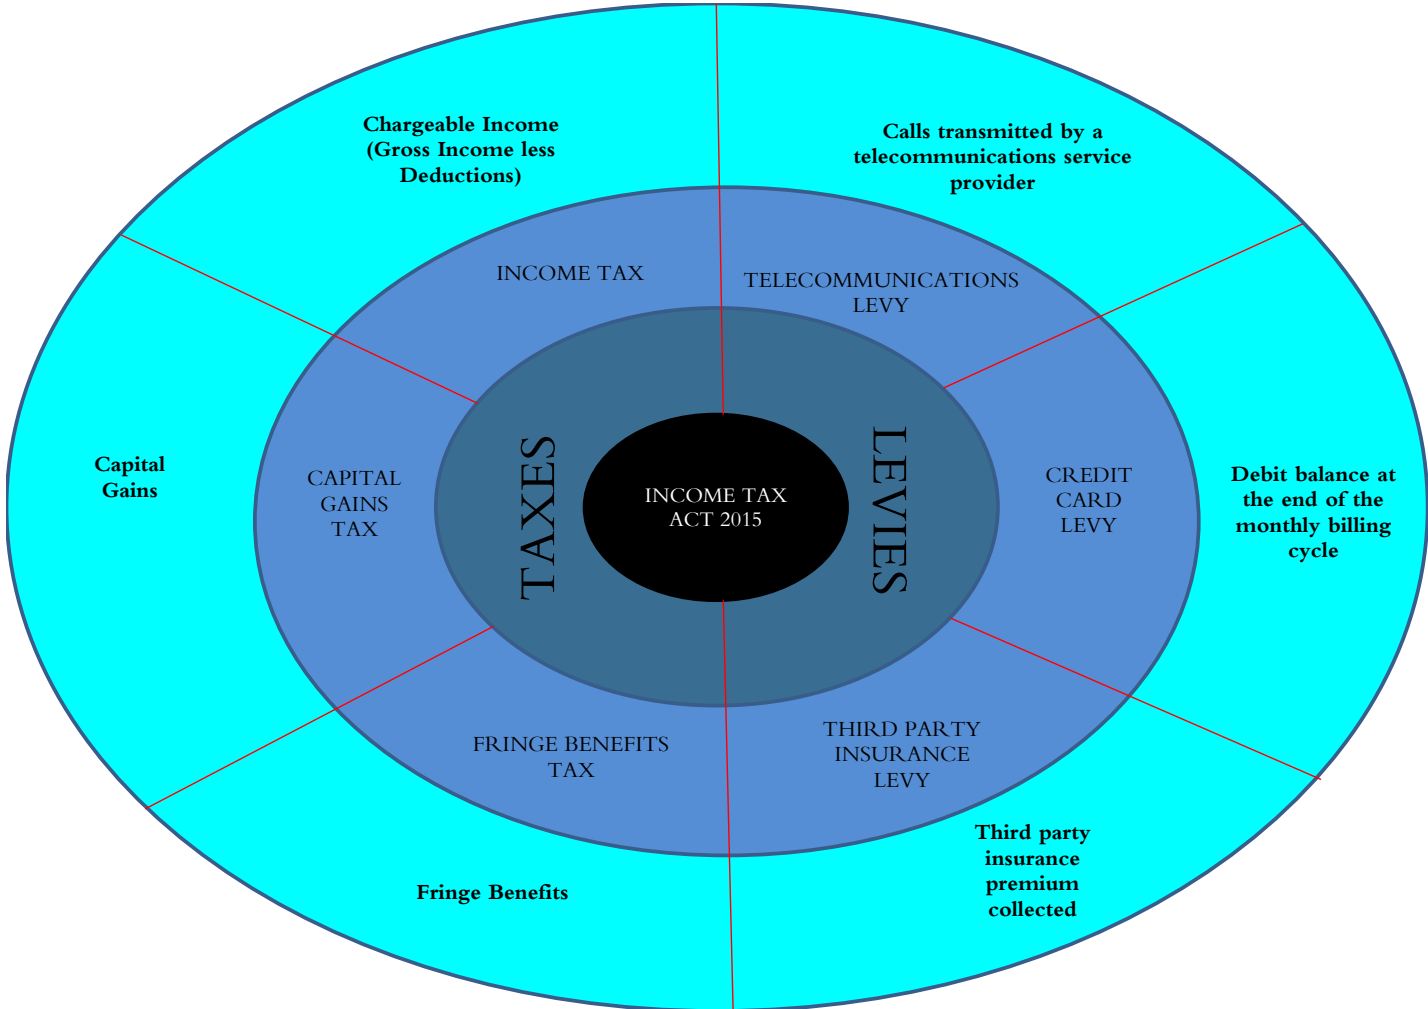 Chargeable Income
(Gross Income less
Deductions)
Calls transmitted by a
telecommunications service
provider
INCOME TAX
TELECOMMUNICATIONS
LEVY
Capital
Gains
CAPITAL
GAINS
TAX
TAXES
INCOME TAX
ACT 2015
LEVIES
CREDIT
CARD
LEVY
Debit balance at
the end of the
monthly billing
cycle
FRINGE BENEFITS
TAX
THIRD PARTY
INSURANCE
LEVY
Fringe Benefits
Third party
insurance
premium
collected